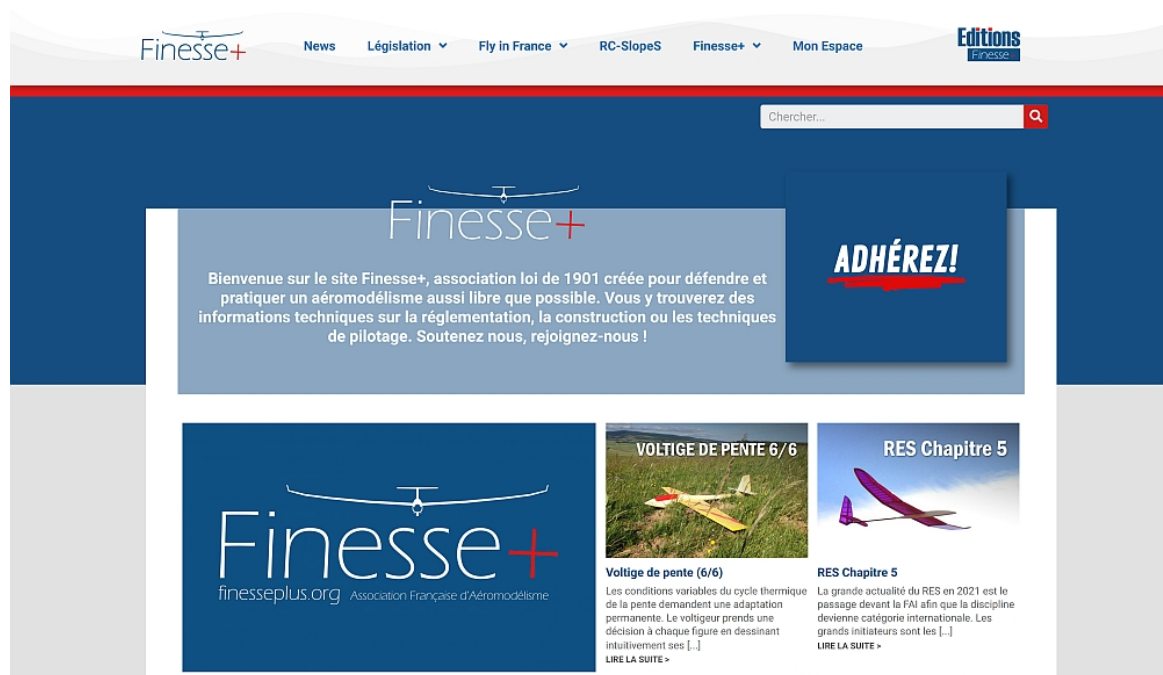 Finesse+
News
Législation
Fly in France
RC-SlopeS
Finesse+
Mon Espace
Editions
Finesse+
Chercher...
Finesse+
Bienvenue sur le site Finesse+, association loi de 1901 créée pour défendre et
pratiquer un aéromodélisme aussi libre que possible. Vous y trouverez des
informations techniques sur la réglementation, la construction ou les techniques
de pilotage. Soutenez nous, rejoignez-nous !
ADHÉREZ!
Finesse+
finesseplus.org Association Française d'Aéromodélisme
VOLTIGE DE PENTE 6/6
Voltige de pente (6/6)
Les conditions variables du cycle thermique
de la pente demandent une adaptation
permanente. Le voltigeur prends une
décision à chaque figure en dessinant
intuitivement ses [...]
LIRE LA SUITE >
RES Chapitre 5
RES Chapitre 5
La grande actualité du RES en 2021 est le
passage devant la FAI afin que la discipline
devienne catégorie internationale. Les
grands initiateurs sont les [...]
LIRE LA SUITE >